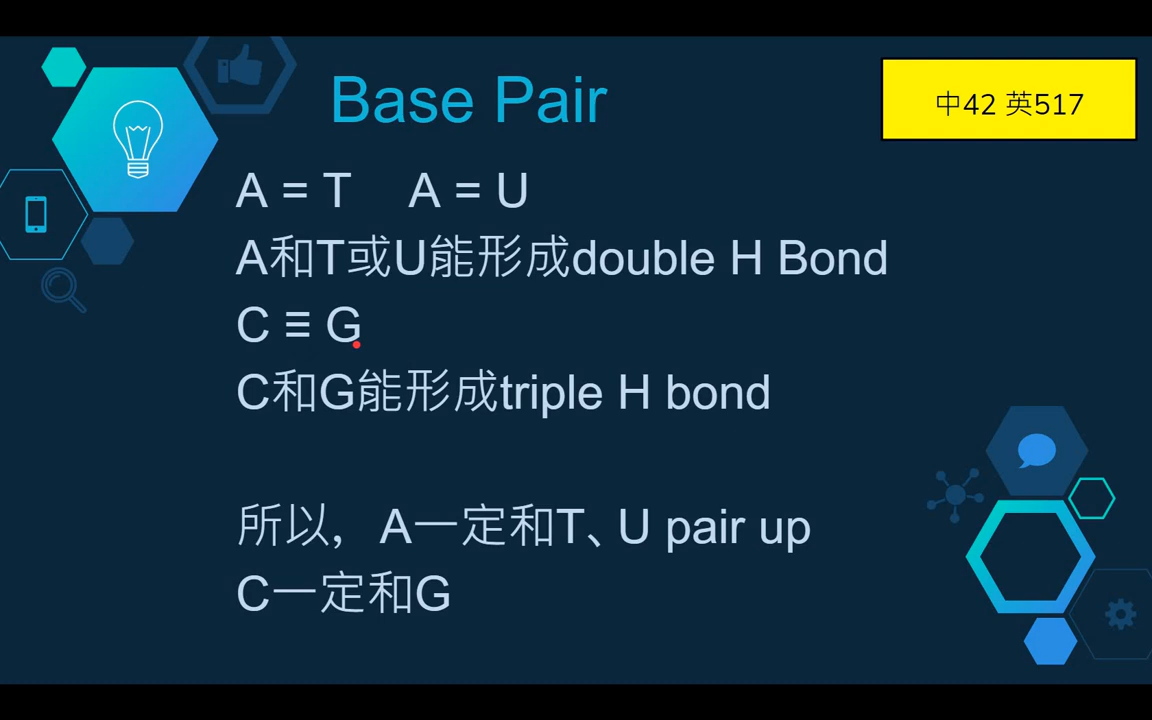 Base Pair
中42 英517
A = T A = U
A和T或U能形成double H Bond
C ≡ G
C和G能形成triple H bond
所以，A一定和T、U pair up
C一定和G